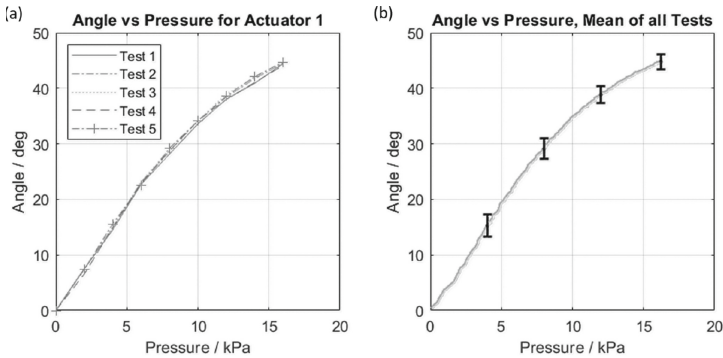 (a)
Angle vs Pressure for Actuator 1
50
40
30
20
10
0
Angle / deg
Test 1
Test 2
Test 3
Test 4
Test 5
0 5 10 15 20
Pressure / kPa
(b)
Angle vs Pressure, Mean of all Tests
50
40
30
20
10
0
Angle / deg
0 5 10 15 20
Pressure / kPa